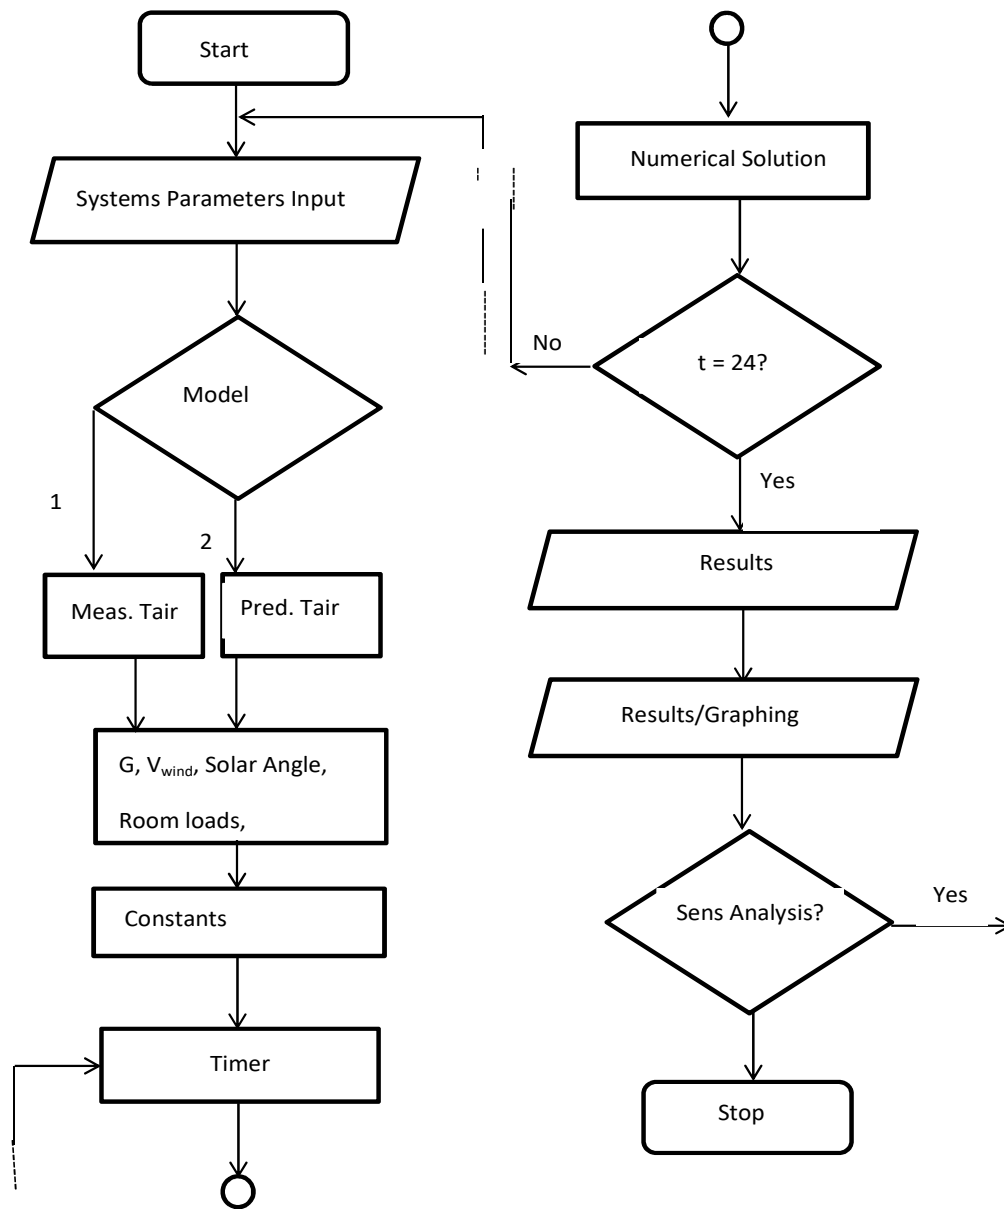 Start
Systems Parameters Input
Model
1
2
Meas. Tair
Pred. Tair
G, Vwind, Solar Angle,
Room loads,
Constants
Timer
Numerical Solution
t = 24?
No
Yes
Results
Results/Graphing
Sens Analysis?
Yes
Stop